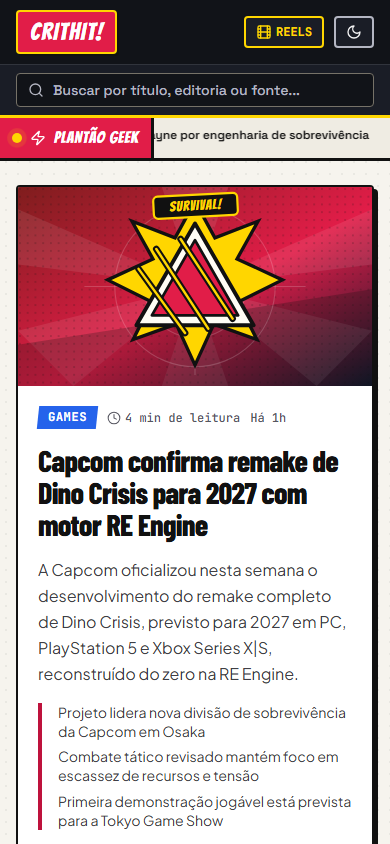 CRITHIT!
REELS
Buscar por título, editoria ou fonte...
PLANTÃO GEEK
por engenharia de sobrevivência
SURVIVAL!
GAMES
4 min de leitura Há 1h
Capcom confirma remake de
Dino Crisis para 2027 com
motor RE Engine
A Capcom oficializou nesta semana o
desenvolvimento do remake completo
de Dino Crisis, previsto para 2027 em PC,
PlayStation 5 e Xbox Series X|S,
reconstruído do zero na RE Engine.
Projeto lidera nova divisão de sobrevivência
da Capcom em Osaka
Combate tático revisado mantém foco em
escassez de recursos e tensão
Primeira demonstração jogável está prevista
para a Tokyo Game Show